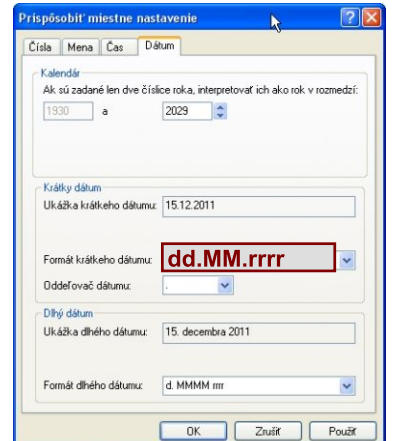 Prispôsobiť miestne nastavenie
Čísla Mena Čas Dátum
Kalendár
Ak sú zadané len dve číslice roka, interpretovať ich ako rok v rozmedzí:
1930 a 2029
Krátky dátum
Ukážka krátkeho dátumu: 15.12.2011
Formát krátkeho dátumu: dd.MM.rrrr
Oddeľovač dátumu: .
Dlhý dátum
Ukážka dlhého dátumu: 15. decembra 2011
Formát dlhého dátumu: d. MMMM rrrr
OK Zrušiť Použiť